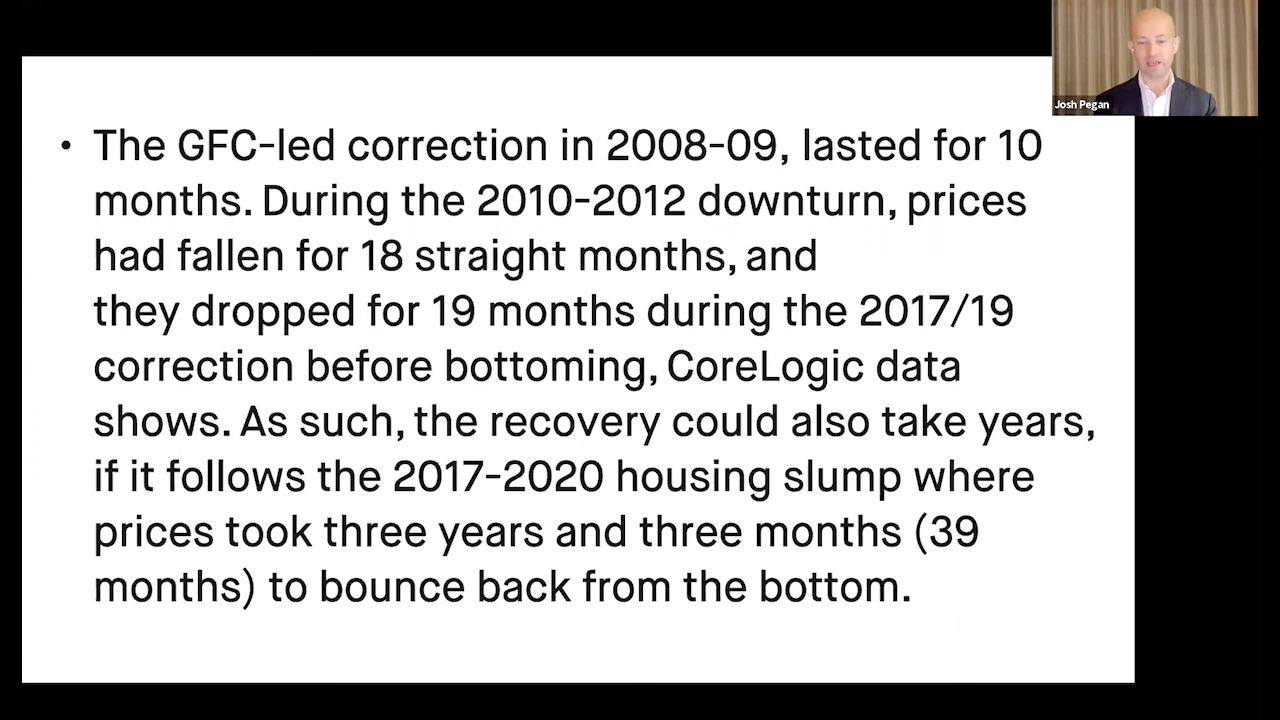 Josh Pegan
• The GFC-led correction in 2008-09, lasted for 10
months. During the 2010-2012 downturn, prices
had fallen for 18 straight months, and
they dropped for 19 months during the 2017/19
correction before bottoming, CoreLogic data
shows. As such, the recovery could also take years,
if it follows the 2017-2020 housing slump where
prices took three years and three months (39
months) to bounce back from the bottom.